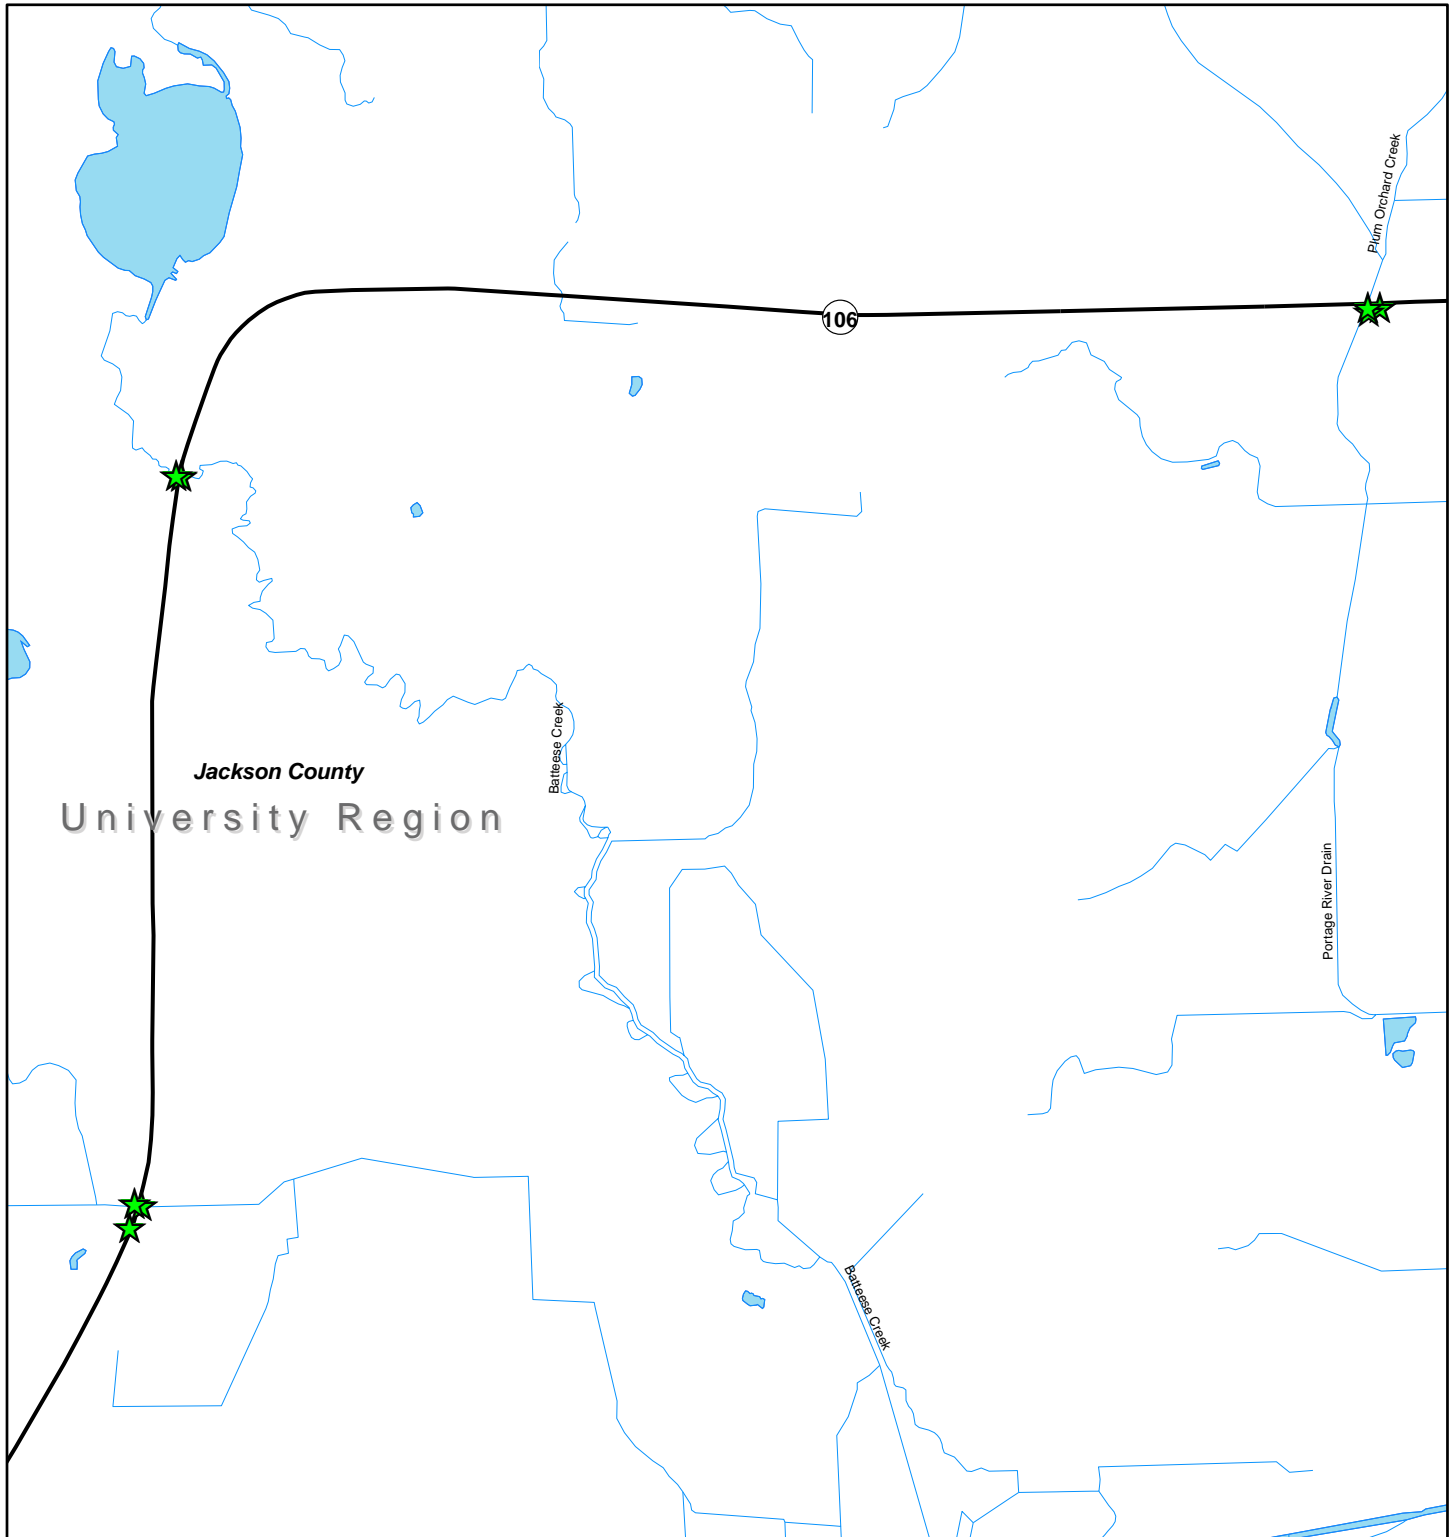 Plum Orchard Creek
106
Batteese Creek
Jackson County
University Region
Portage River Drain
Batteese Creek